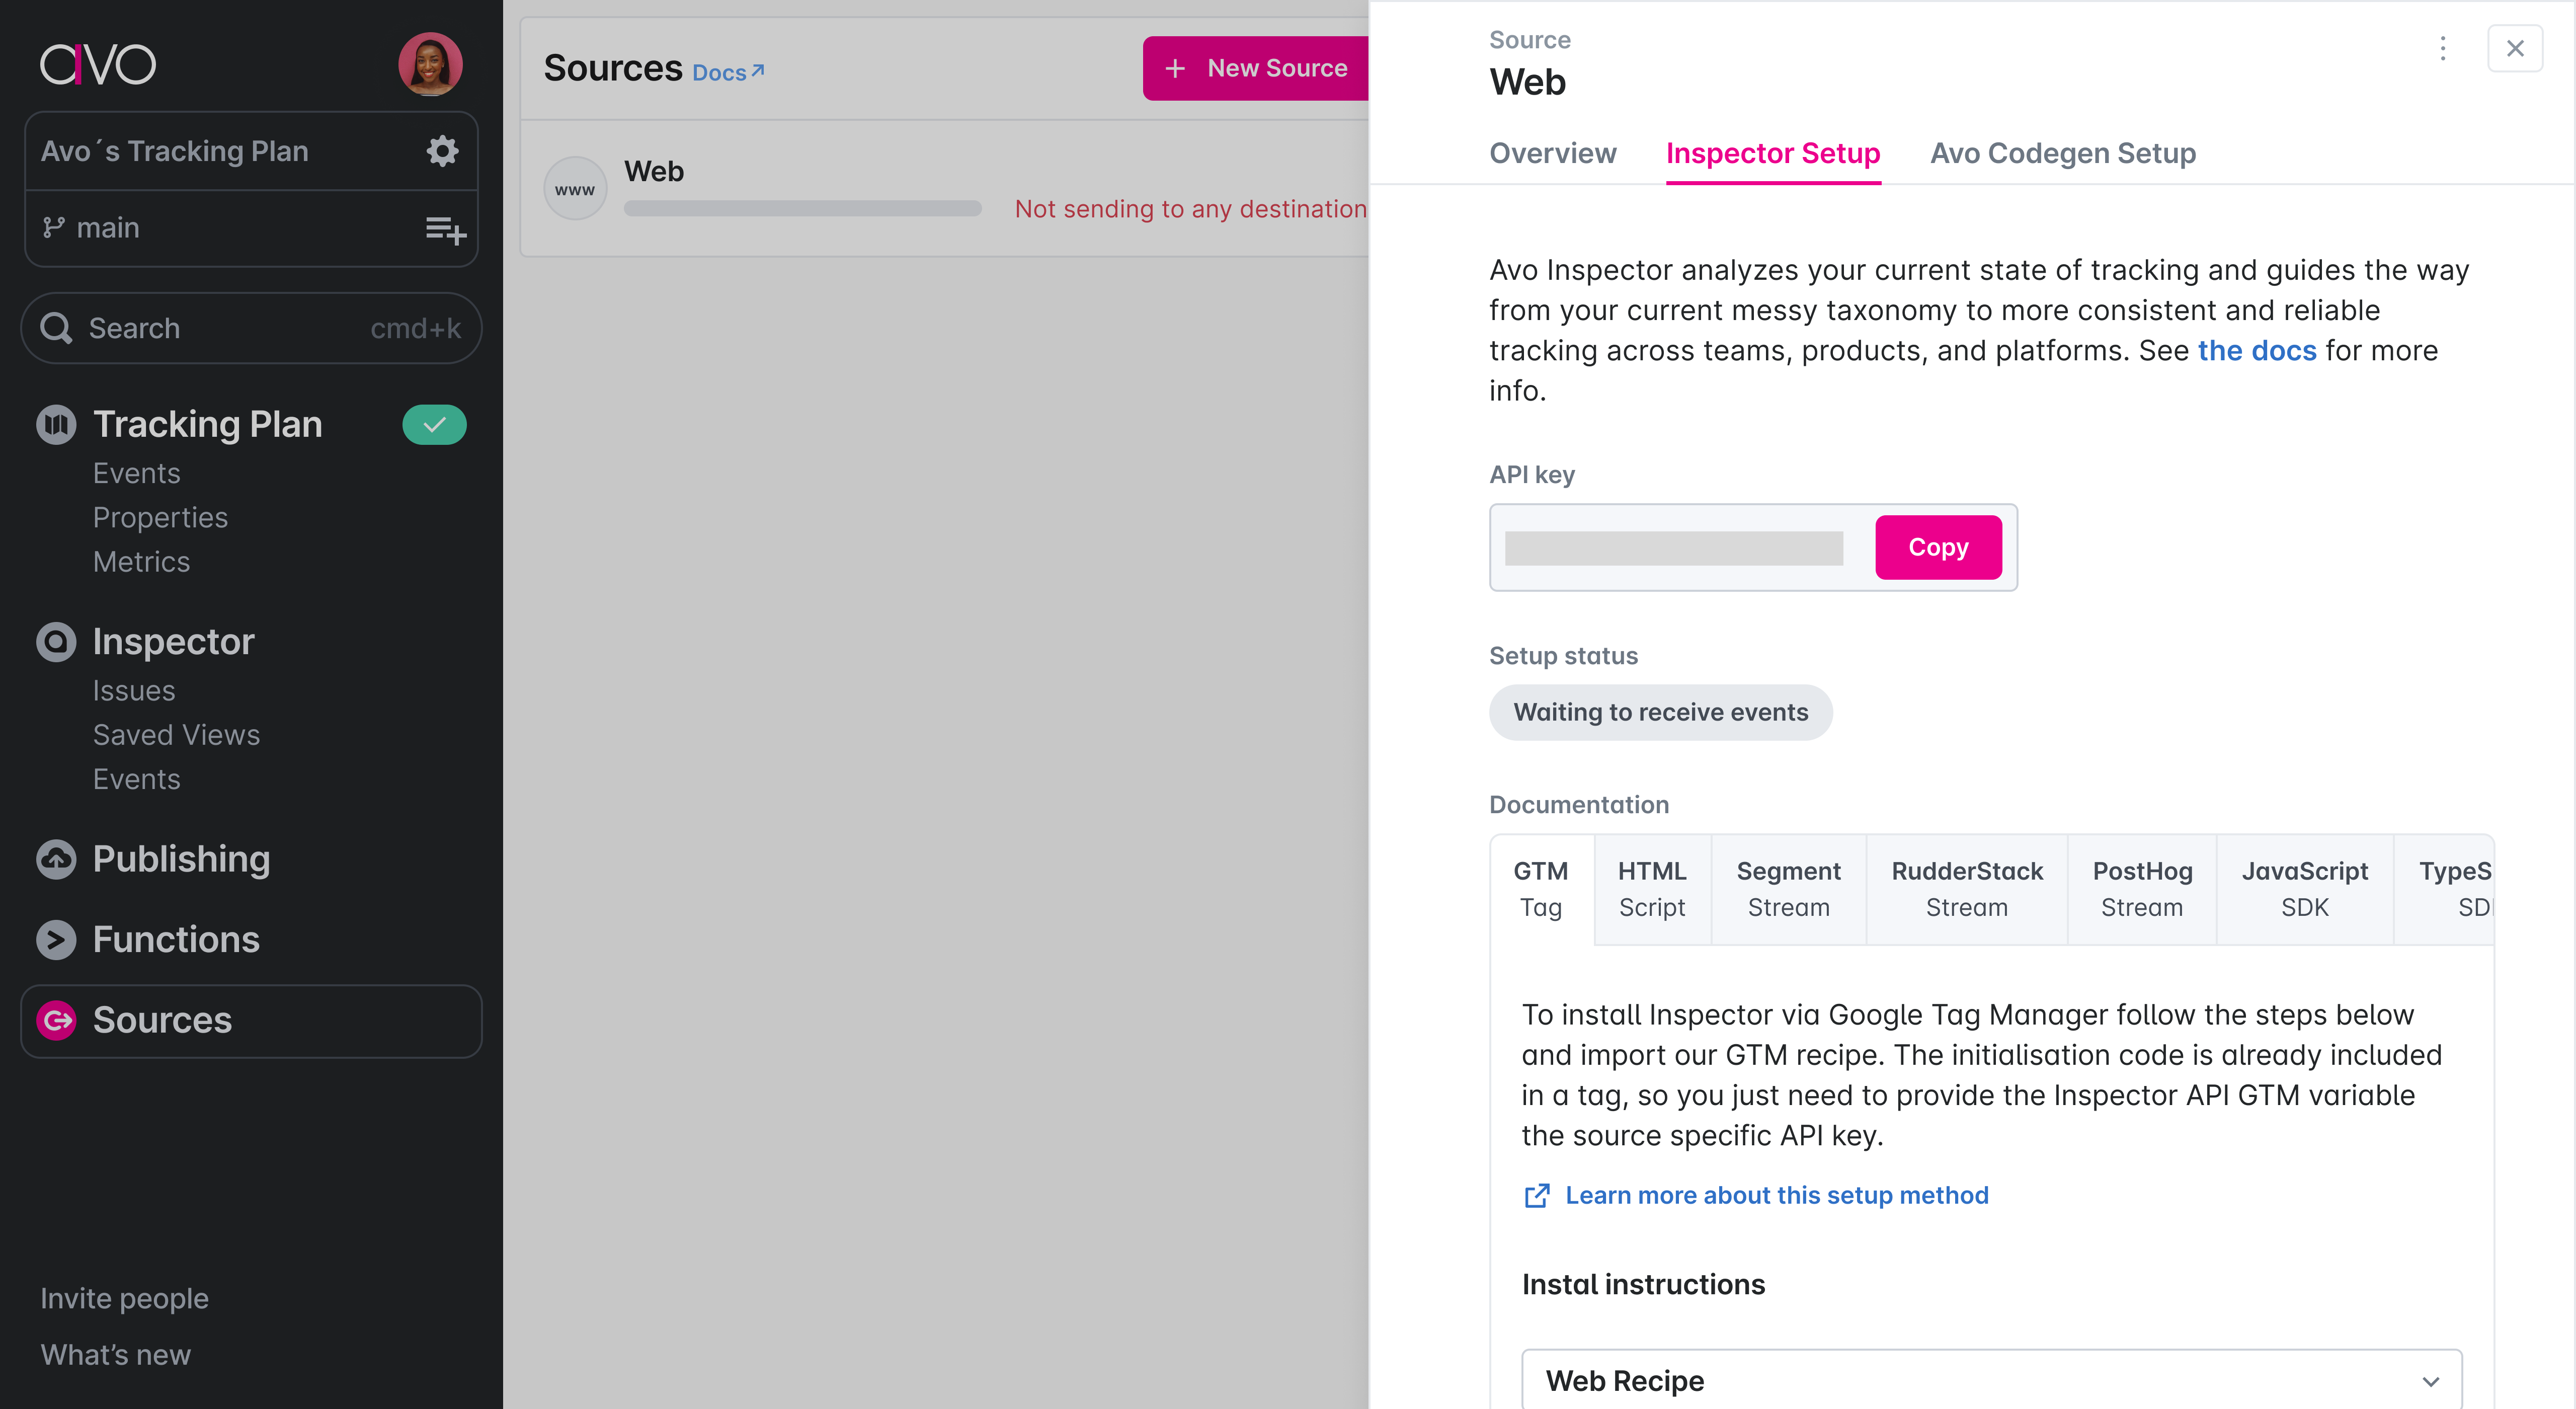 avo
Avo´s Tracking Plan
main
Search cmd+k
Tracking Plan
Events
Properties
Metrics
Inspector
Issues
Saved Views
Events
Publishing
Functions
Sources
Invite people
What’s new
Sources Docs
+ New Source
www
Web
Not sending to any destination
Source
Web
Overview Inspector Setup Avo Codegen Setup
Avo Inspector analyzes your current state of tracking and guides the way
from your current messy taxonomy to more consistent and reliable
tracking across teams, products, and platforms. See the docs for more
info.
API key
Copy
Setup status
Waiting to receive events
Documentation
GTM HTML Segment RudderStack PostHog JavaScript TypeS
Tag Script Stream Stream Stream SDK SD
To install Inspector via Google Tag Manager follow the steps below
and import our GTM recipe. The initialisation code is already included
in a tag, so you just need to provide the Inspector API GTM variable
the source specific API key.
Learn more about this setup method
Instal instructions
Web Recipe